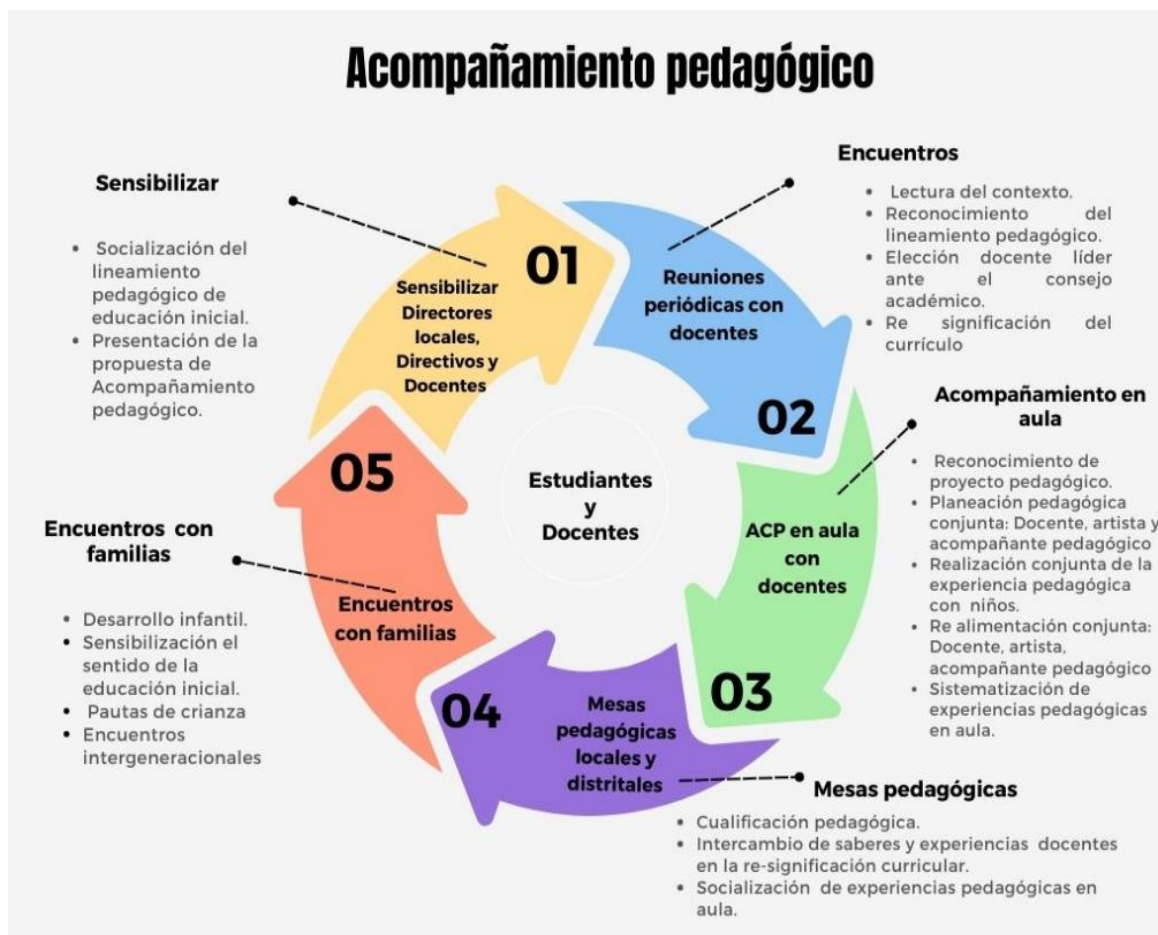 Acompañamiento pedagógico
Sensibilizar
• Socialización del
lineamiento
pedagógico de
educación inicial.
• Presentación de la
propuesta de
Acompañamiento
pedagógico.
01
Sensibilizar
Directores
locales,
Directivos y
Docentes
Encuentros
• Lectura del contexto.
• Reconocimiento del
lineamiento pedagógico.
• Elección docente líder
ante el consejo
académico.
• Re significación del
currículo
Reuniones
periódicas con
docentes
02
Acompañamiento en
aula
• Reconocimiento de
proyecto pedagógico.
• Planeación pedagógica
conjunta: Docente, artista y
acompañante pedagógico
• Realización conjunta de la
experiencia pedagógica
con niños.
• Re alimentación conjunta:
Docente, artista,
acompañante pedagógico
• Sistematización de
experiencias pedagógicas
en aula.
ACP en aula
con
docentes
03
Mesas
pedagógicas
locales y
distritales
04
Mesas pedagógicas
• Cualificación pedagógica.
• Intercambio de saberes y experiencias docentes
en la re-significación curricular.
• Socialización de experiencias pedagógicas en
aula.
05
Encuentros
con familias
Encuentros con
familias
• Desarrollo infantil.
• Sensibilización el
sentido de la
educación inicial.
• Pautas de crianza
• Encuentros
intergeneracionales
Estudiantes
y
Docentes